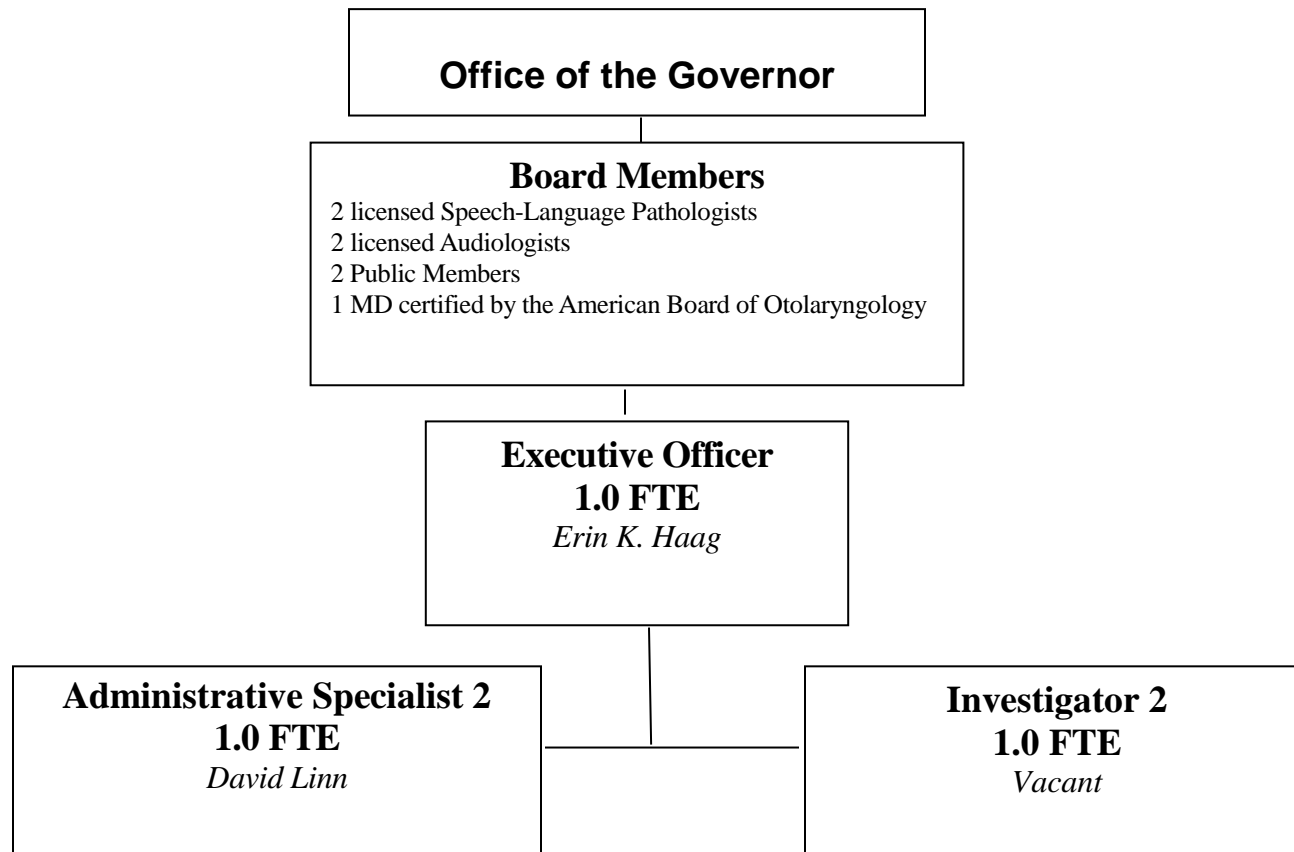 Office of the Governor
Board Members
2 licensed Speech-Language Pathologists
2 licensed Audiologists
2 Public Members
1 MD certified by the American Board of Otolaryngology
Executive Officer
1.0 FTE
Erin K. Haag
Administrative Specialist 2
1.0 FTE
David Linn
Investigator 2
1.0 FTE
Vacant